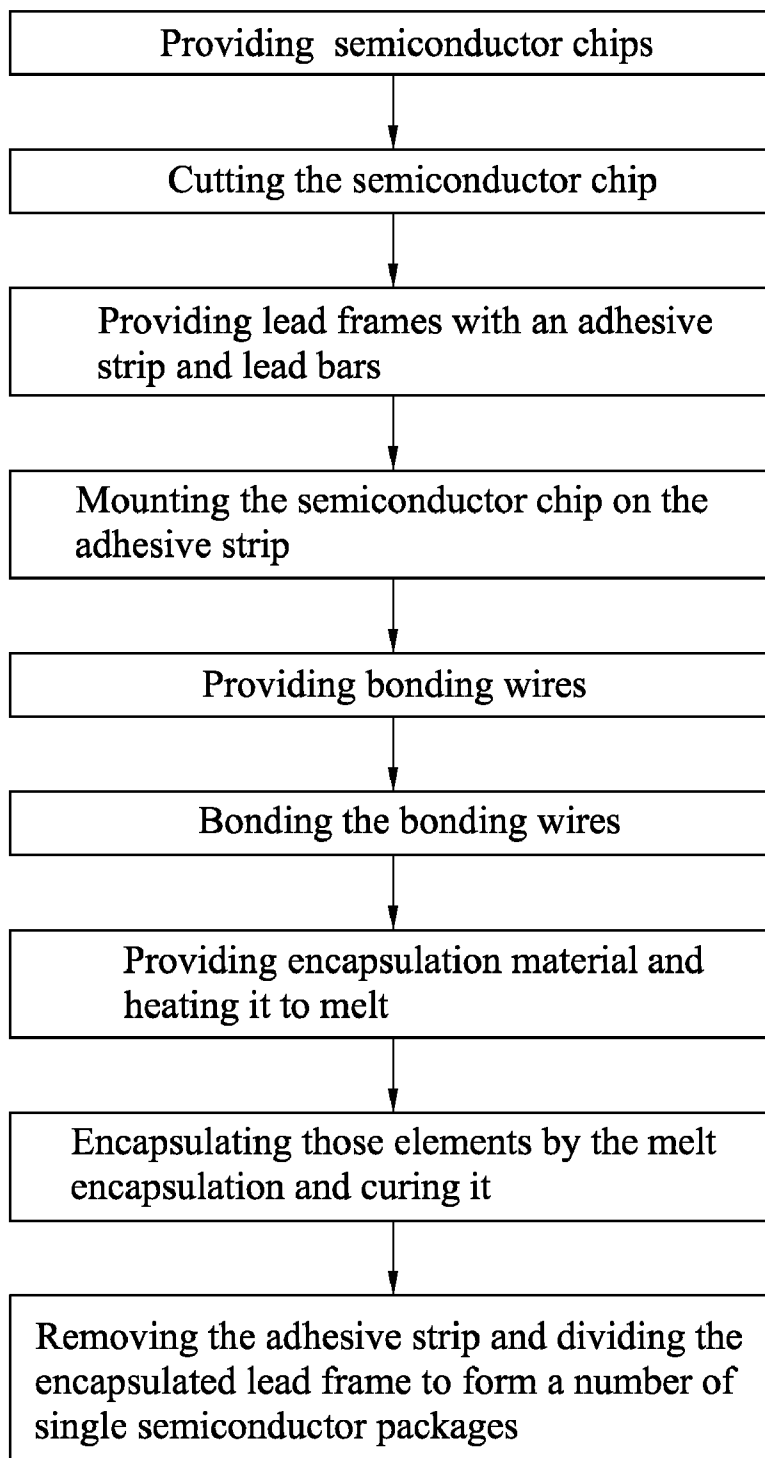 Providing semiconductor chips
Cutting the semiconductor chip
Providing lead frames with an adhesive
strip and lead bars
Mounting the semiconductor chip on the
adhesive strip
Providing bonding wires
Bonding the bonding wires
Providing encapsulation material and
heating it to melt
Encapsulating those elements by the melt
encapsulation and curing it
Removing the adhesive strip and dividing the
encapsulated lead frame to form a number of
single semiconductor packages